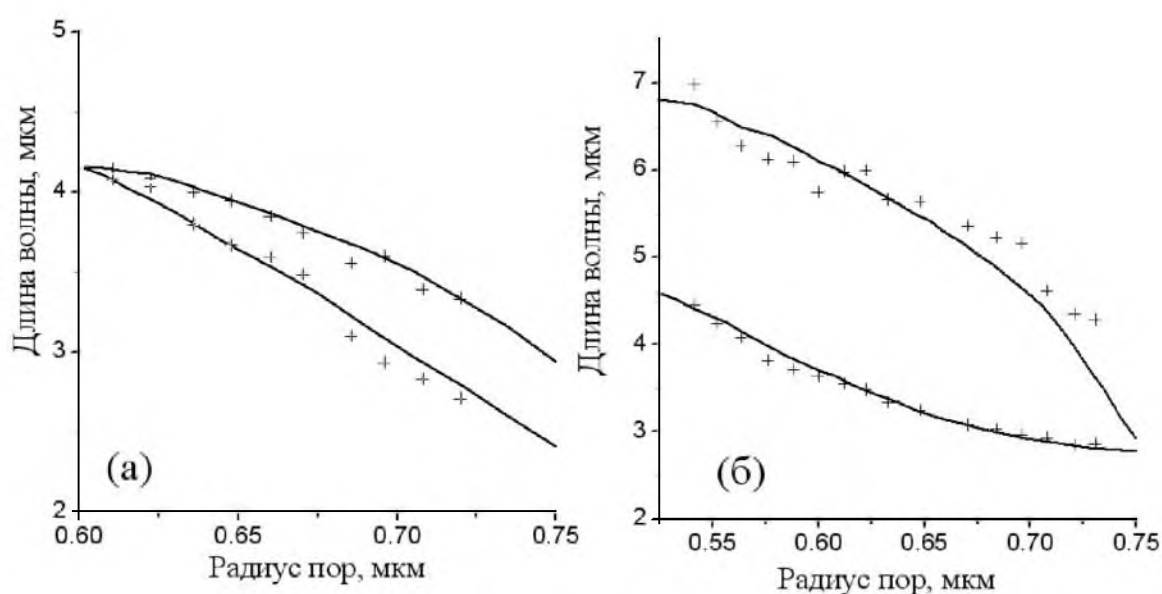 5
4
3
2
Длина волны, мкм
(а)
0.60 0.65 0.70 0.75
Радиус пор, мкм
7
6
5
4
3
2
Длина волны, мкм
(б)
0.55 0.60 0.65 0.70 0.75
Радиус пор, мкм